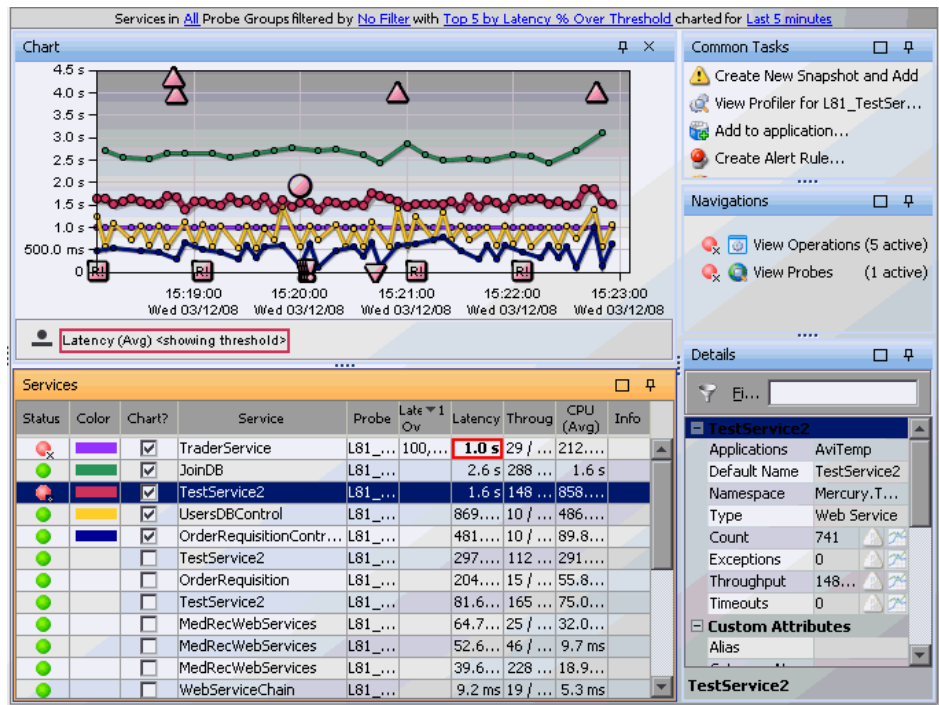 Services in All Probe Groups filtered by No Filter with Top 5 by Latency % Over Threshold charted for Last 5 minutes
Chart
4.5 s
4.0 s
3.5 s
3.0 s
2.5 s
2.0 s
1.5 s
1.0 s
500.0 ms
0
R! R! R! R!
15:19:00 15:20:00 15:21:00 15:22:00 15:23:00
Wed 03/12/08 Wed 03/12/08 Wed 03/12/08 Wed 03/12/08 Wed 03/12/08
Latency (Avg) <showing threshold>
Services
Status Color Chart? Service Probe Late 1 Ov Latency Throug CPU (Avg) Info
TraderService L81_... 100,... 1.0 s 29 / ... 212....
JoinDB L81_... 2.6 s 288 ... 1.6 s
TestService2 L81_... 1.6 s 148 ... 858....
UsersDBControl L81_... 869.... 10 / ... 486....
OrderRequisitionContr... L81_... 481.... 10 / ... 89.8...
TestService2 L81_... 297.... 112 ... 291....
OrderRequisition L81_... 204.... 15 / ... 55.8...
TestService2 L81_... 81.6... 165 ... 75.0...
MedRecWebServices L81_... 64.7... 25 / ... 32.0...
MedRecWebServices L81_... 52.6... 46 / ... 9.7 ms
MedRecWebServices L81_... 39.6... 228 ... 18.9...
WebServiceChain L81_... 9.2 ms 19 / ... 5.3 ms
Common Tasks
Create New Snapshot and Add
View Profiler for L81_TestSer...
Add to application...
Create Alert Rule...
Navigations
View Operations (5 active)
View Probes (1 active)
Details
Fi...
TestService2
Applications AviTemp
Default Name TestService2
Namespace Mercury.T...
Type Web Service
Count 741
Exceptions 0
Throughput 148...
Timeouts 0
Custom Attributes
Alias
TestService2